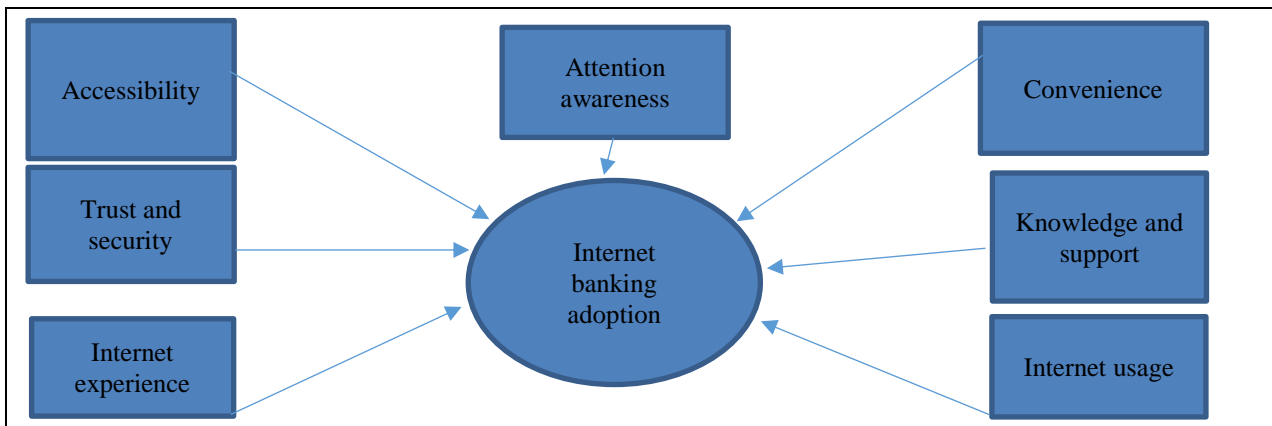 Accessibility
Attention
awareness
Convenience
Trust and
security
Knowledge and
support
Internet
banking
adoption
Internet
experience
Internet usage